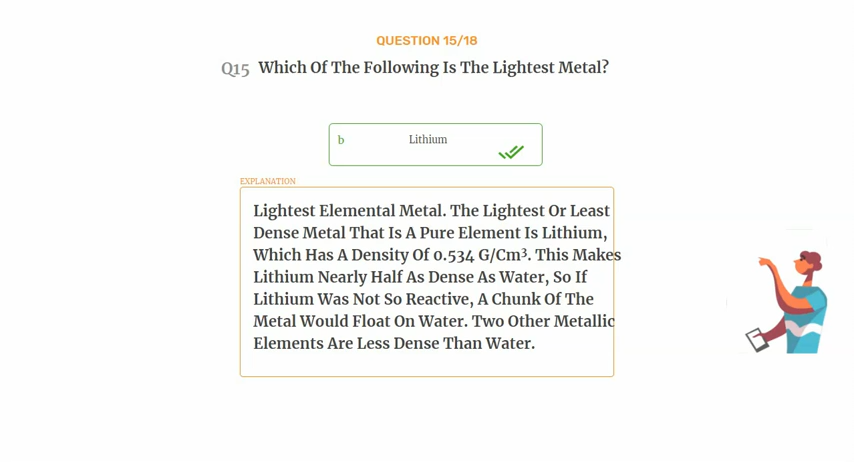 QUESTION 15/18
Q15 Which Of The Following Is The Lightest Metal?
b Lithium
EXPLANATION
Lightest Elemental Metal. The Lightest Or Least
Dense Metal That Is A Pure Element Is Lithium,
Which Has A Density Of 0.534 G/Cm³. This Makes
Lithium Nearly Half As Dense As Water, So If
Lithium Was Not So Reactive, A Chunk Of The
Metal Would Float On Water. Two Other Metallic
Elements Are Less Dense Than Water.